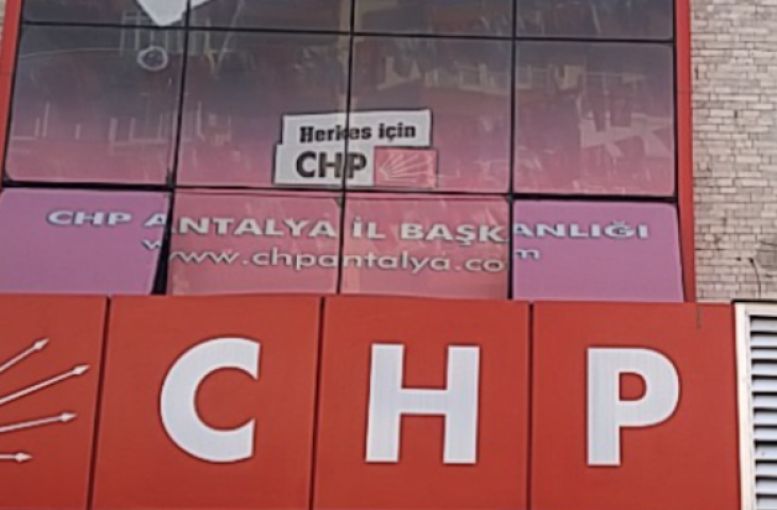 Herkes için
CHP
CHP ANTALYA İL BAŞKANLIĞI
www.chpantalya.com
CHP